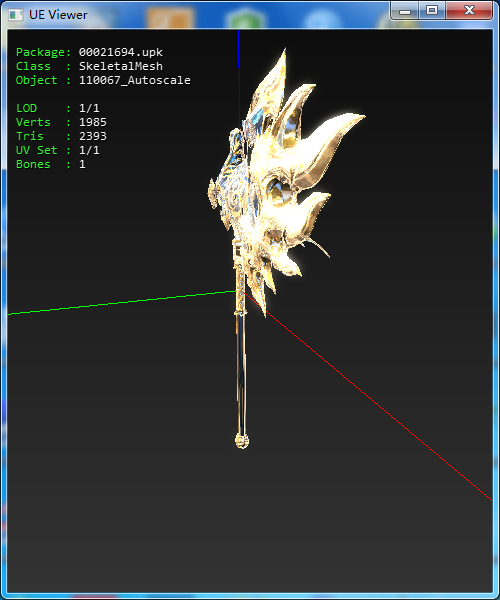 UE Viewer
Package: 00021694.upk
Class : SkeletalMesh
Object : 110067_Autoscale
LOD : 1/1
Verts : 1985
Tris : 2393
UV Set : 1/1
Bones : 1